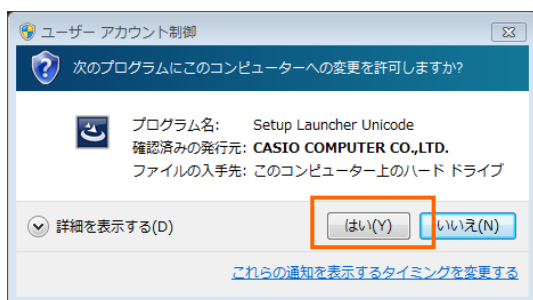 ユーザー アカウント制御
次のプログラムにこのコンピューターへの変更を許可しますか?
プログラム名: Setup Launcher Unicode
確認済みの発行元: CASIO COMPUTER CO.,LTD.
ファイルの入手先: このコンピューター上のハード ドライブ
詳細を表示する(D) はい(Y) いいえ(N)
これらの通知を表示するタイミングを変更する